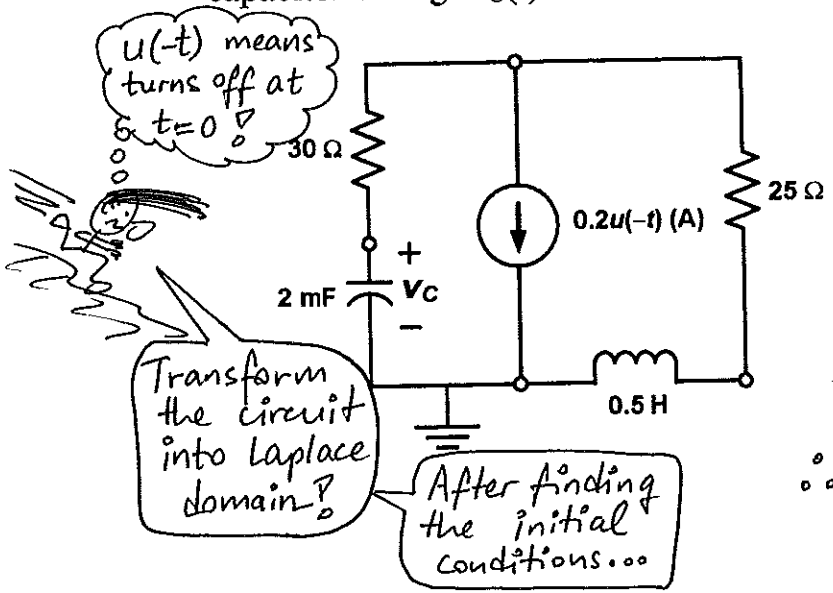 u(-t) means
turns off at
t=0 !
30 Ω
0.2u(–t) (A)
25 Ω
+
2 mF
vC
–
0.5 H
Transform
the circuit
into Laplace
domain!
After finding
the initial
conditions...